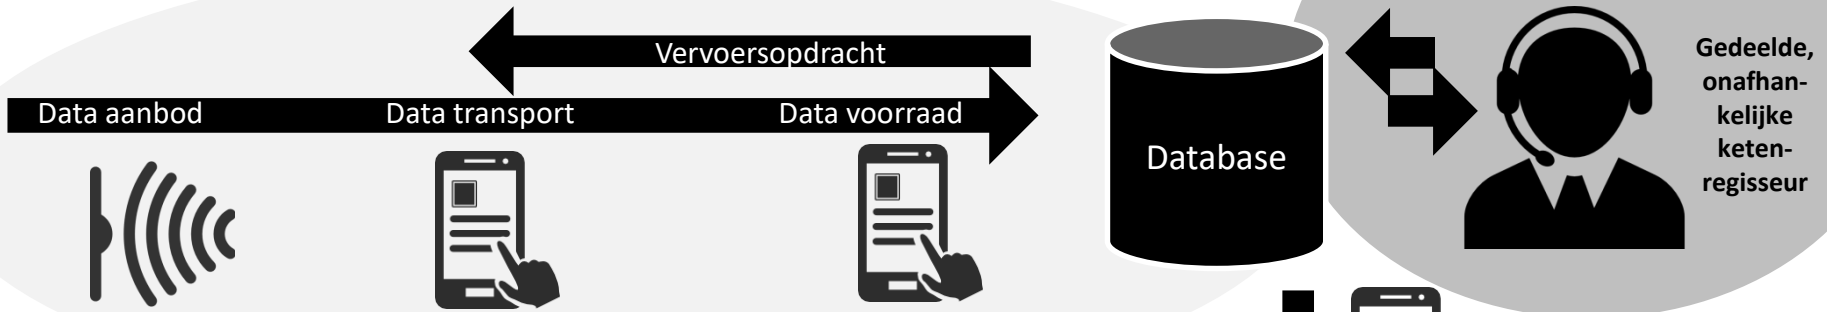 Vervoersopdracht
Data aanbod
Data transport
Data voorraad
Database
Gedeelde,
onafhan-
kelijke
keten-
regisseur